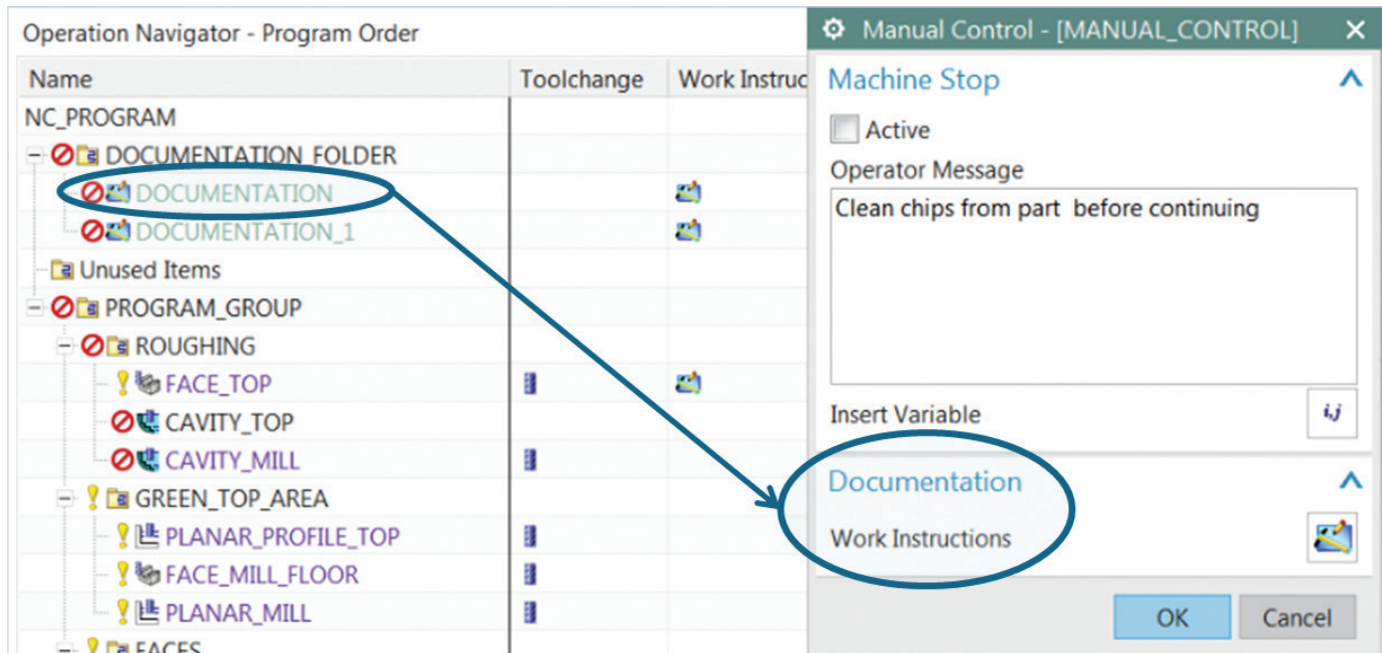 Operation Navigator - Program Order
Name Toolchange Work Instruc
NC_PROGRAM
DOCUMENTATION_FOLDER
DOCUMENTATION
DOCUMENTATION_1
Unused Items
PROGRAM_GROUP
ROUGHING
FACE_TOP
CAVITY_TOP
CAVITY_MILL
GREEN_TOP_AREA
PLANAR_PROFILE_TOP
FACE_MILL_FLOOR
PLANAR_MILL
FACES
Manual Control - [MANUAL_CONTROL]
Machine Stop
Active
Operator Message
Clean chips from part before continuing
Insert Variable i,j
Documentation
Work Instructions
OK Cancel